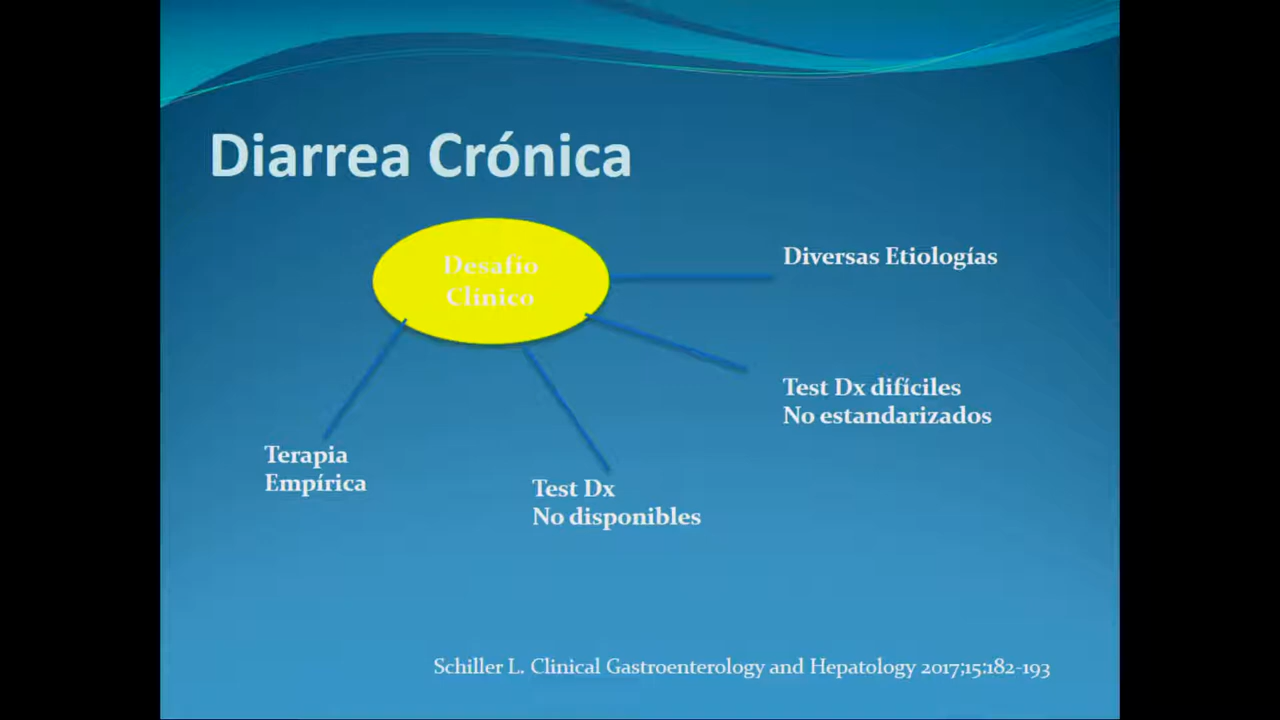 Diarrea Crónica
Desafío
Clínico
Diversas Etiologías
Test Dx difíciles
No estandarizados
Terapia
Empírica
Test Dx
No disponibles
Schiller L. Clinical Gastroenterology and Hepatology 2017;15:182-193